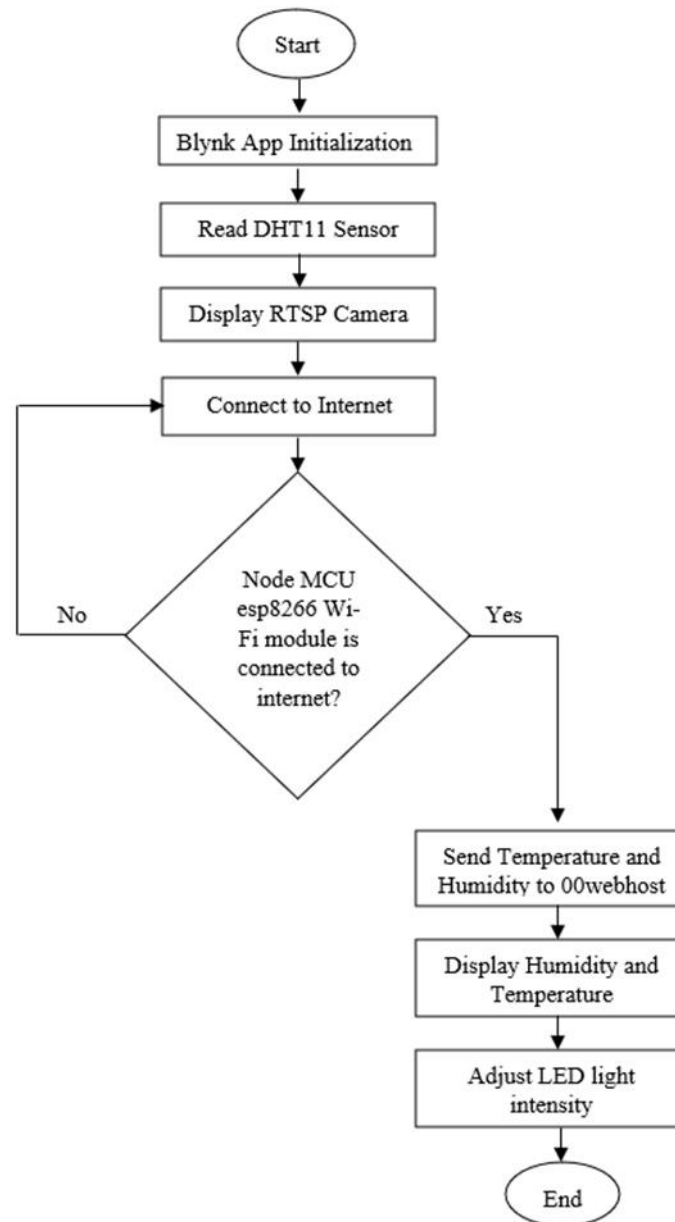 Start
Blynk App Initialization
Read DHT11 Sensor
Display RTSP Camera
Connect to Internet
Node MCU
esp8266 Wi-
Fi module is
connected to
internet?
No
Yes
Send Temperature and
Humidity to 00webhost
Display Humidity and
Temperature
Adjust LED light
intensity
End